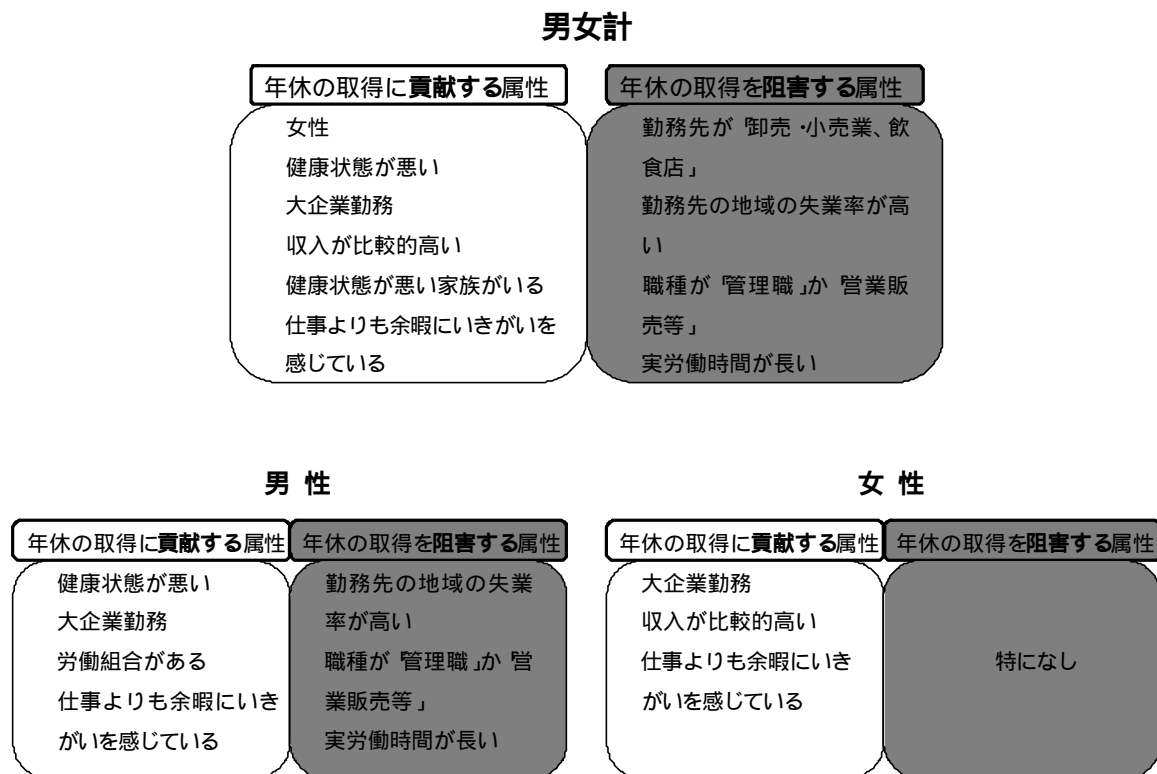 男女計
年休の取得に貢献する属性
女性
健康状態が悪い
大企業勤務
収入が比較的高い
健康状態が悪い家族がいる
仕事よりも余暇にいきがいを
感じている
年休の取得を阻害する属性
勤務先が「卸売・小売業、飲
食店」
勤務先の地域の失業率が高
い
職種が「管理職」か「営業販
売等」
実労働時間が長い
男 性
年休の取得に貢献する属性
健康状態が悪い
大企業勤務
労働組合がある
仕事よりも余暇にいき
がいを感じている
年休の取得を阻害する属性
勤務先の地域の失業
率が高い
職種が「管理職」か「営
業販売等」
実労働時間が長い
女 性
年休の取得に貢献する属性
大企業勤務
収入が比較的高い
仕事よりも余暇にいき
がいを感じている
年休の取得を阻害する属性
特になし